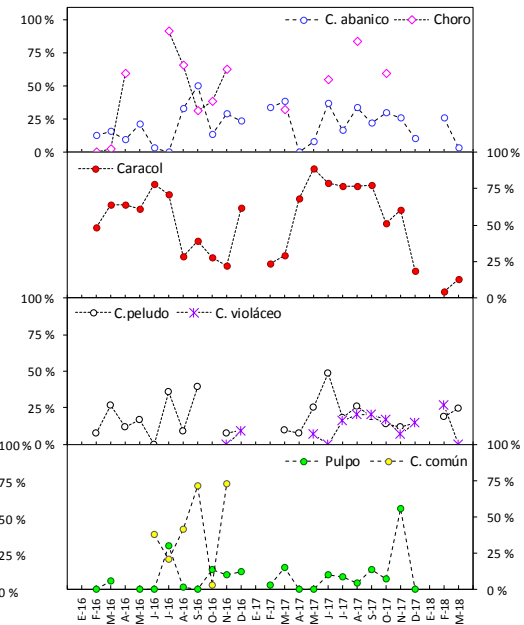 100 %
C. abanico
Choro
75 %
50 %
25 %
0 %
100 %
Caracol
75 %
50 %
25 %
0 %
100 %
C.peludo
C. violáceo
75 %
50 %
25 %
0 %
100 %
100 %
Pulpo
C. común
75 %
75 %
50 %
50 %
25 %
25 %
0 %
0 %
E-16
F-16
M-16
A-16
M-16
J-16
J-16
A-16
S-16
O-16
N-16
D-16
E-17
F-17
M-17
A-17
M-17
J-17
J-17
A-17
S-17
O-17
N-17
D-17
E-18
F-18
M-18